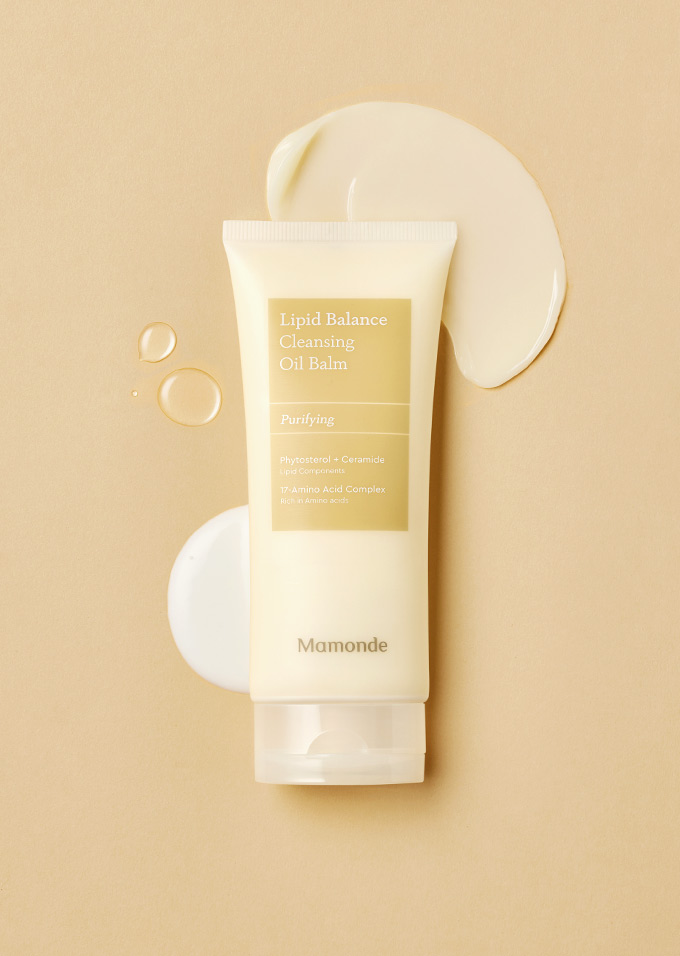 Lipid Balance
Cleansing
Oil Balm
Purifying
Phytosterol + Ceramide
Lipid Components
17-Amino Acid Complex
Rich in Amino acids
Mamonde